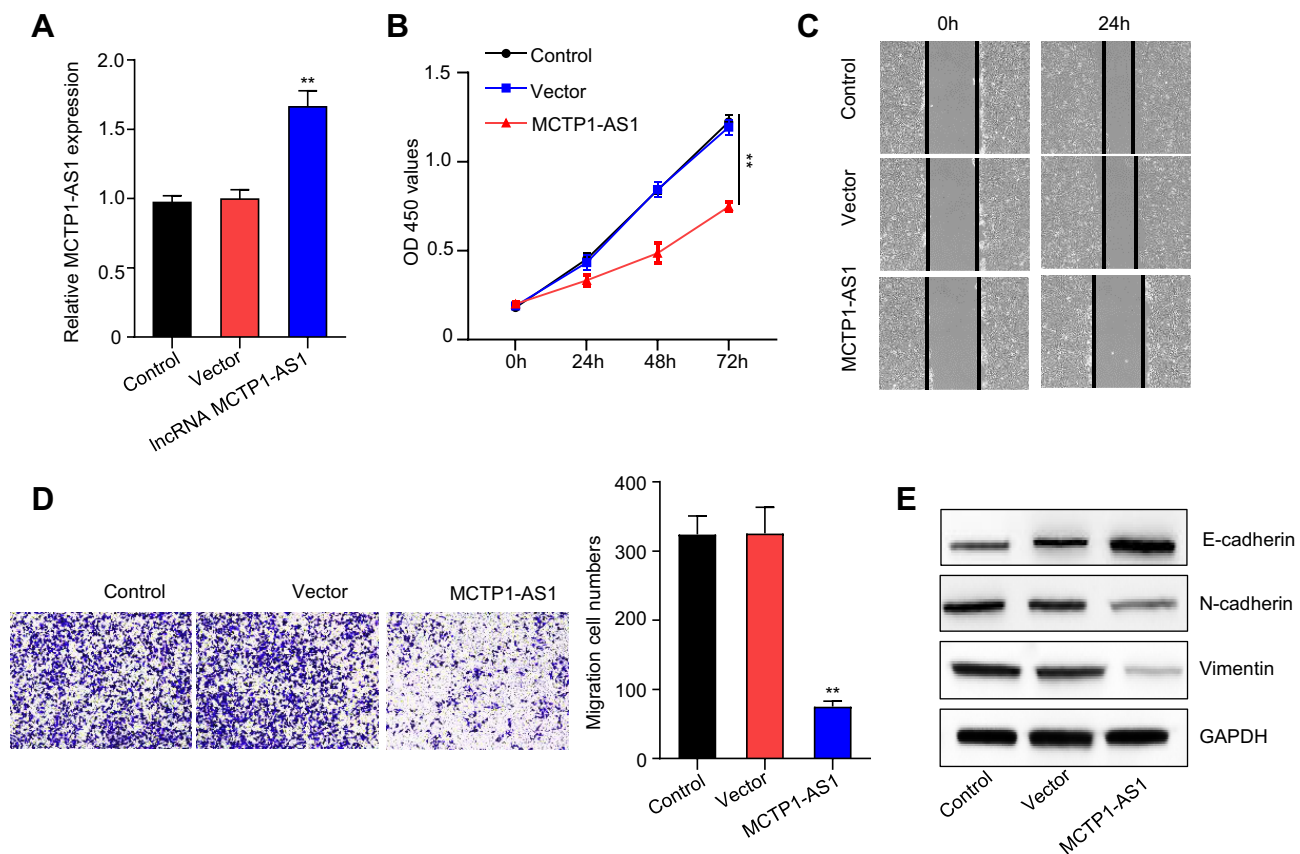 A
Relative MCTP1-AS1 expression
2.0
1.5
1.0
0.5
0
**
Control
Vector
lncRNA MCTP1-AS1
B
Control
Vector
MCTP1-AS1
OD 450 values
1.5
1.0
0.5
0
**
0h
24h
48h
72h
C
0h
24h
Control
Vector
MCTP1-AS1
D
Control
Vector
MCTP1-AS1
Migration cell numbers
400
300
200
100
0
**
Control
Vector
MCTP1-AS1
E
E-cadherin
N-cadherin
Vimentin
GAPDH
Control
Vector
MCTP1-AS1